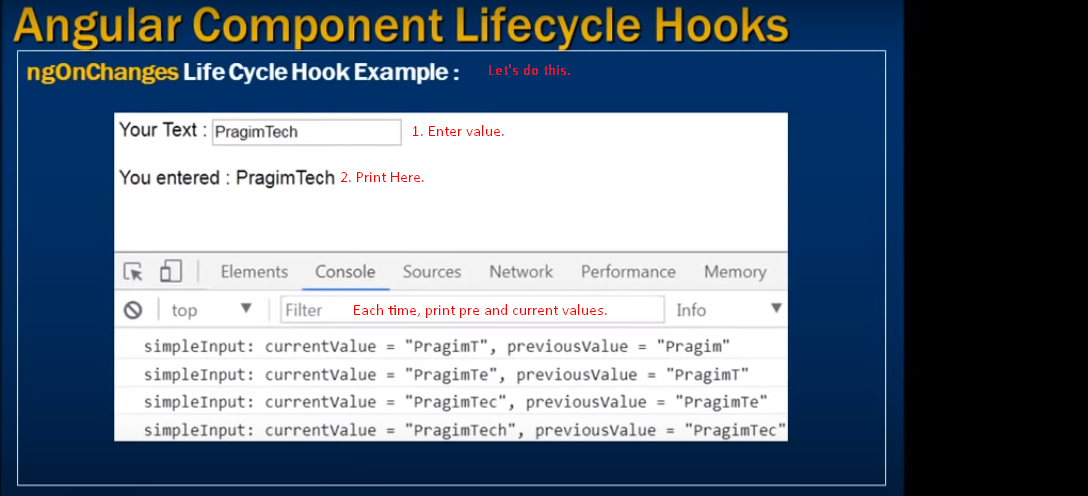 Angular Component Lifecycle Hooks
ngOnChanges Life Cycle Hook Example : Let's do this.
Your Text : PragimTech 1. Enter value.
You entered : PragimTech 2. Print Here.
Elements Console Sources Network Performance Memory
top Filter Each time, print pre and current values. Info
simpleInput: currentValue = "PragimT", previousValue = "Pragim"
simpleInput: currentValue = "PragimTe", previousValue = "PragimT"
simpleInput: currentValue = "PragimTec", previousValue = "PragimTe"
simpleInput: currentValue = "PragimTech", previousValue = "PragimTec"